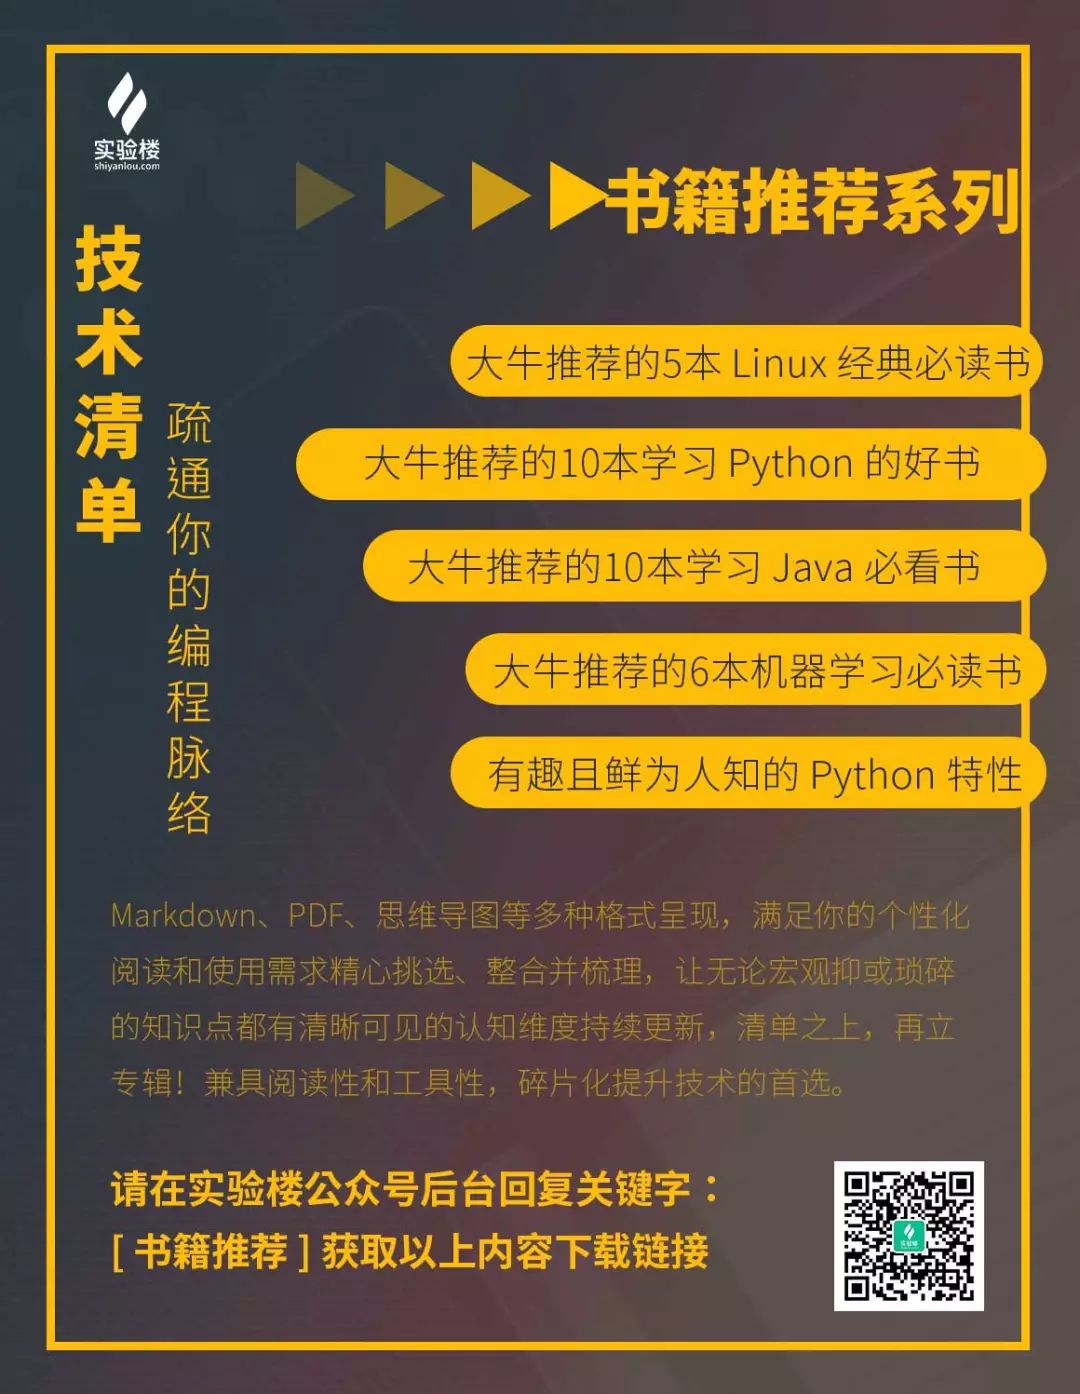 实验楼
shiyanlou.com
书籍推荐系列
技术清单
疏通你的编程脉络
大牛推荐的5本 Linux 经典必读书
大牛推荐的10本学习 Python 的好书
大牛推荐的10本学习 Java 必看书
大牛推荐的6本机器学习必读书
有趣且鲜为人知的 Python 特性
Markdown、PDF、思维导图等多种格式呈现，满足你的个性化
阅读和使用需求精心挑选、整合并梳理，让无论宏观抑或琐碎
的知识点都有清晰可见的认知维度持续更新，清单之上，再立
专辑！兼具阅读性和工具性，碎片化提升技术的首选。
请在实验楼公众号后台回复关键字：
[ 书籍推荐 ] 获取以上内容下载链接
实验楼